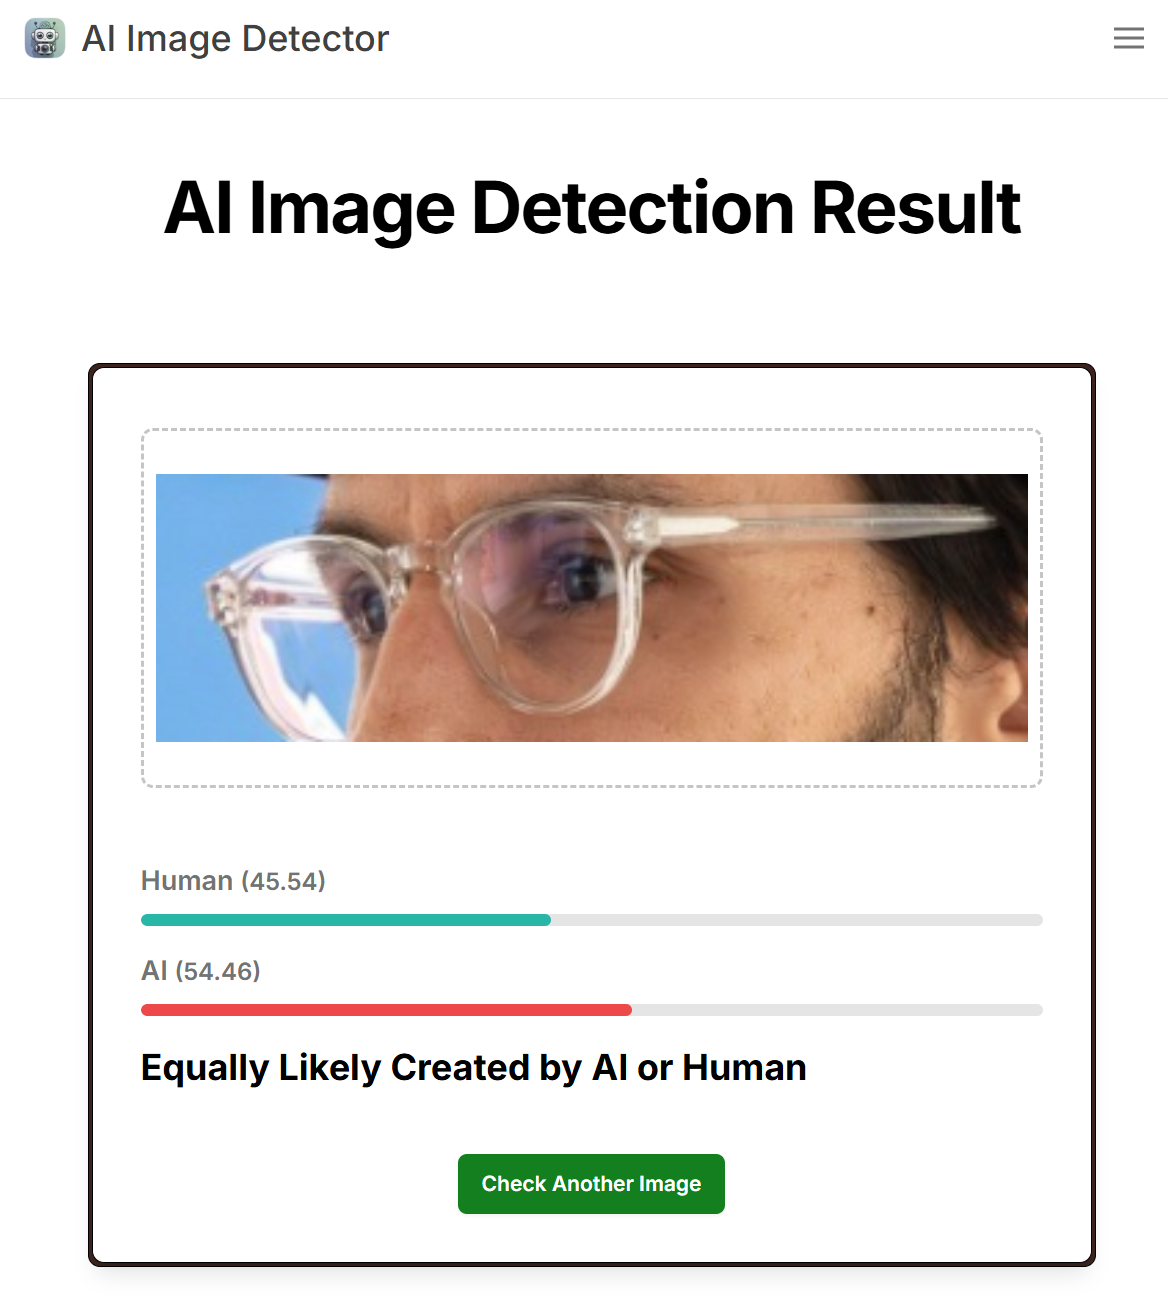 AI Image Detector
AI Image Detection Result
Human (45.54)
AI (54.46)
Equally Likely Created by AI or Human
Check Another Image